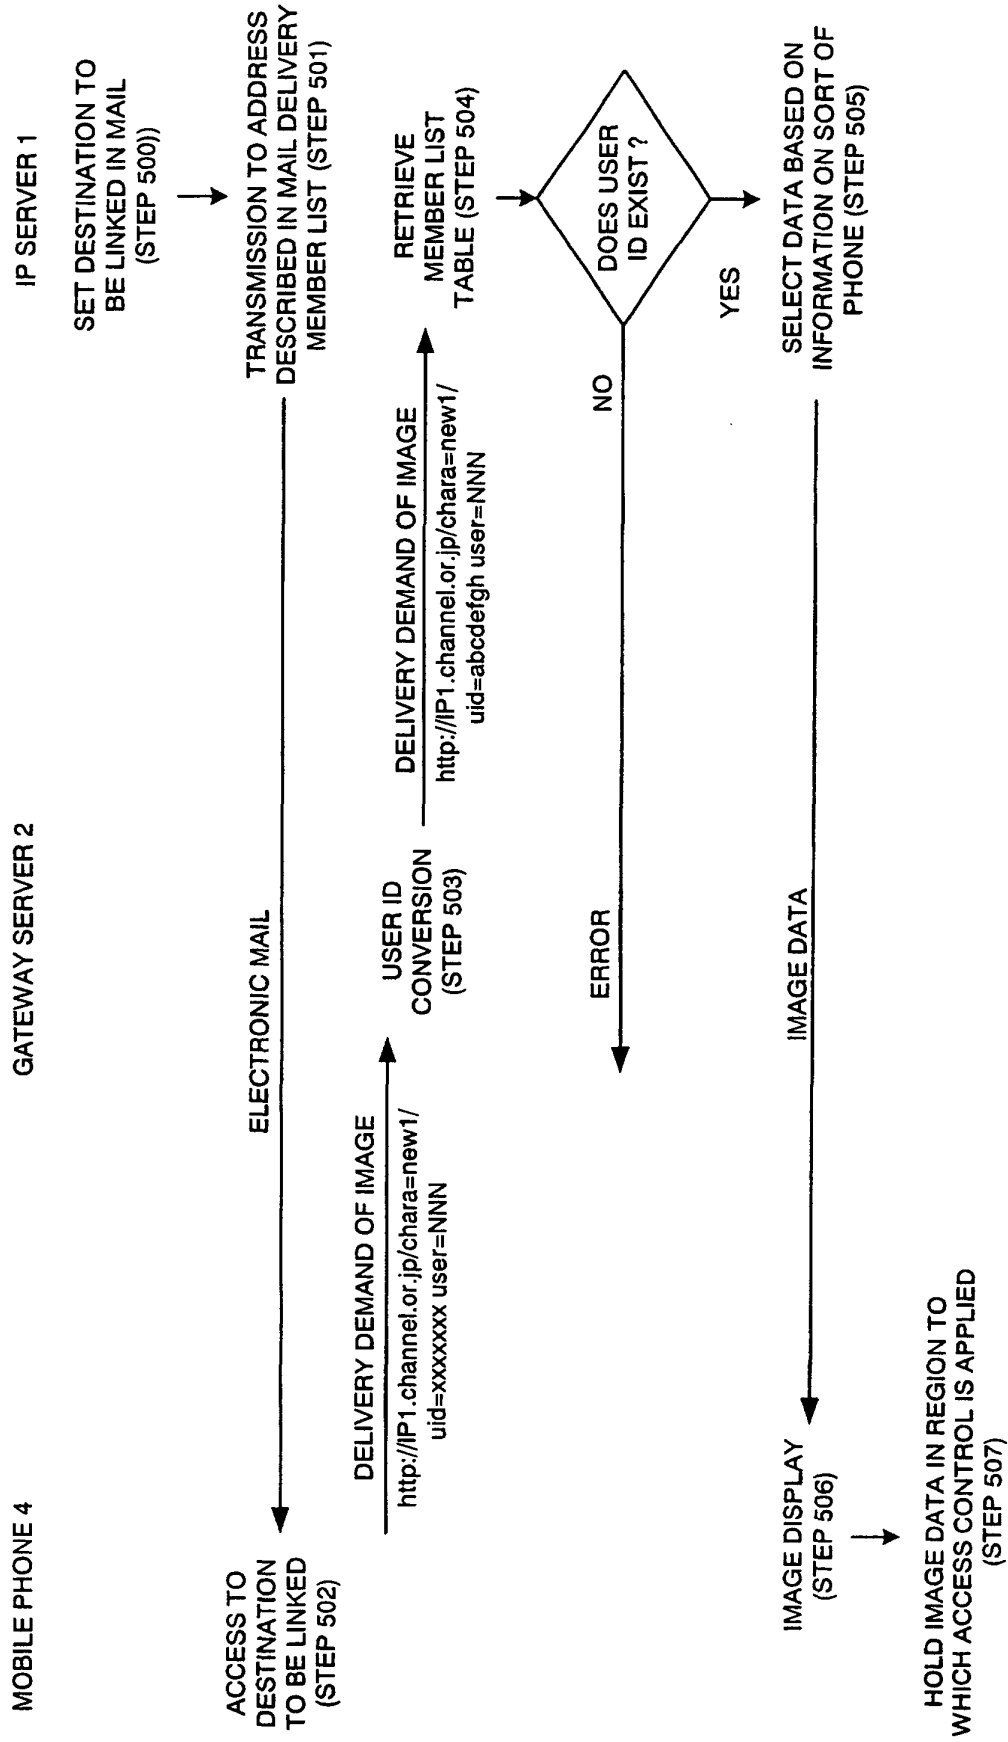 MOBILE PHONE 4
GATEWAY SERVER 2
IP SERVER 1
SET DESTINATION TO
BE LINKED IN MAIL
(STEP 500))
TRANSMISSION TO ADDRESS
DESCRIBED IN MAIL DELIVERY
MEMBER LIST (STEP 501)
ELECTRONIC MAIL
ACCESS TO
DESTINATION
TO BE LINKED
(STEP 502)
DELIVERY DEMAND OF IMAGE
http://IP1.channel.or.jp/chara=new1/
uid=xxxxxxx user=NNN
USER ID
CONVERSION
(STEP 503)
DELIVERY DEMAND OF IMAGE
http://IP1.channel.or.jp/chara=new1/
uid=abcdefgh user=NNN
RETRIEVE
MEMBER LIST
TABLE (STEP 504)
DOES USER
ID EXIST ?
NO
ERROR
YES
SELECT DATA BASED ON
INFORMATION ON SORT OF
PHONE (STEP 505)
IMAGE DATA
IMAGE DISPLAY
(STEP 506)
HOLD IMAGE DATA IN REGION TO
WHICH ACCESS CONTROL IS APPLIED
(STEP 507)